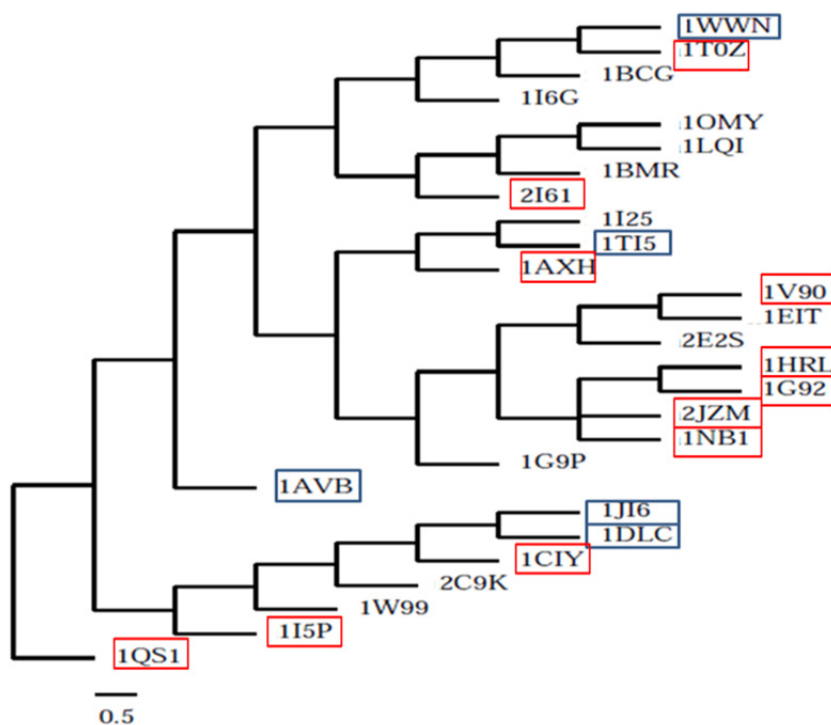 1WWN
1T0Z
1BCG
1I6G
1OMY
1LQI
1BMR
2I61
1I25
1TI5
1AXH
1V90
1EIT
2E2S
1HRL
1G92
2JZM
1NB1
1G9P
1AVB
1JI6
1DLC
1CIY
2C9K
1W99
1I5P
1QS1
0.5